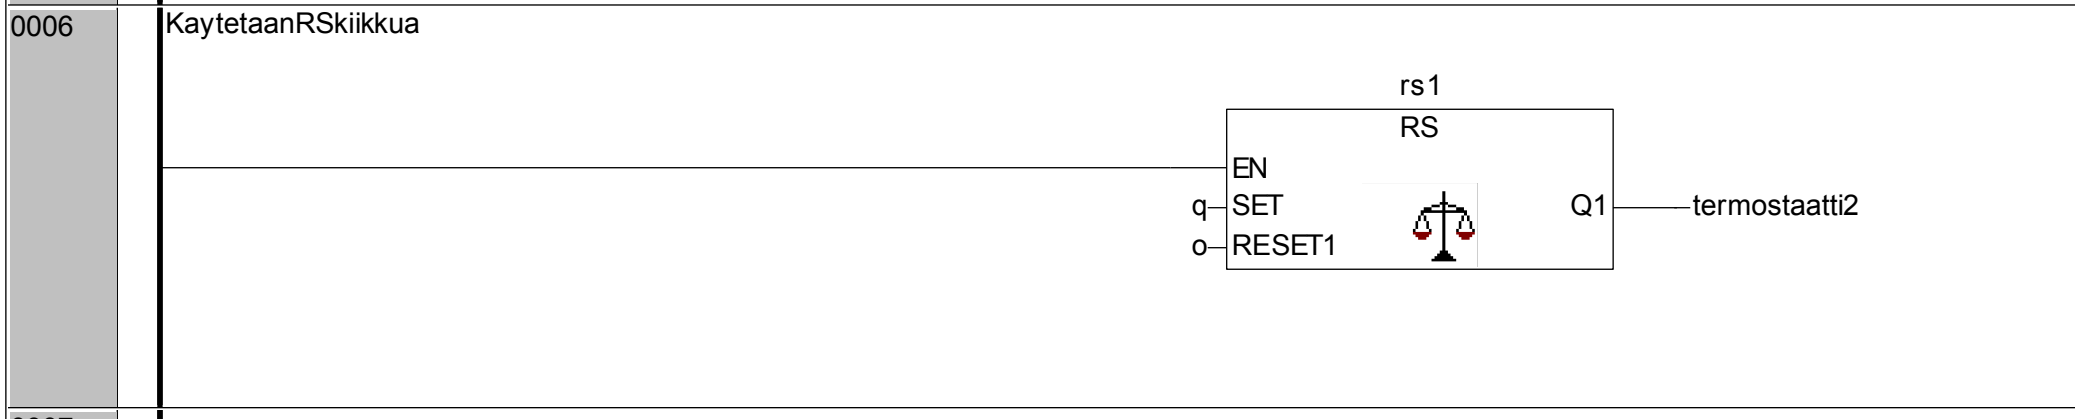 0006
KaytetaanRSkiikkua
rs1
RS
EN
q SET Q1 termostaatti2
o RESET1